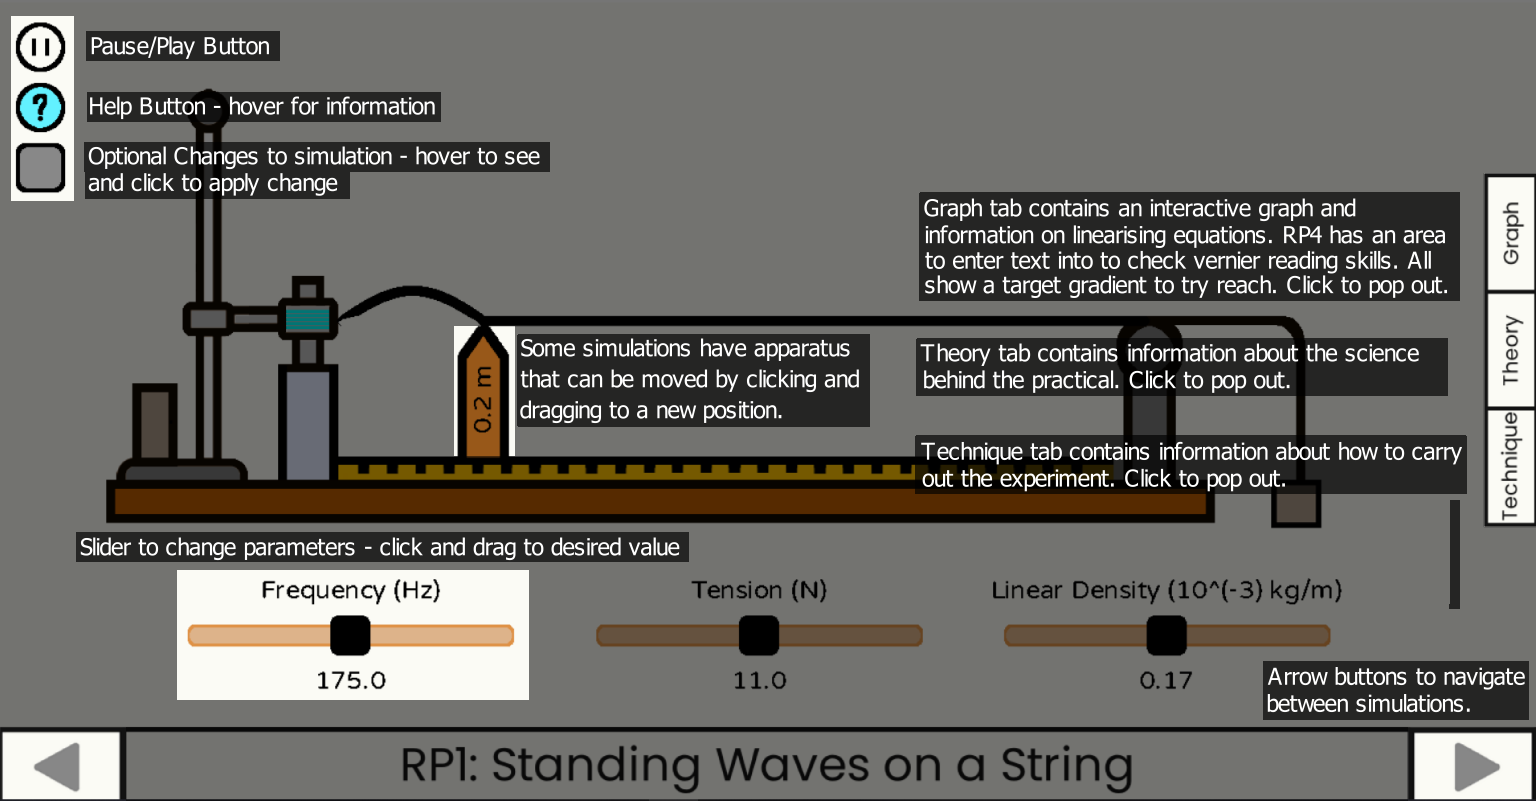 Pause/Play Button
?
Help Button - hover for information
Optional Changes to simulation - hover to see
and click to apply change
Graph tab contains an interactive graph and
information on linearising equations. RP4 has an area
to enter text into to check vernier reading skills. All
show a target gradient to try reach. Click to pop out.
Graph
Some simulations have apparatus
that can be moved by clicking and
dragging to a new position.
0.2 m
Theory tab contains information about the science
behind the practical. Click to pop out.
Theory
Technique tab contains information about how to carry
out the experiment. Click to pop out.
Technique
Slider to change parameters - click and drag to desired value
Frequency (Hz)
175.0
Tension (N)
11.0
Linear Density (10^(-3) kg/m)
0.17
Arrow buttons to navigate
between simulations.
RP1: Standing Waves on a String